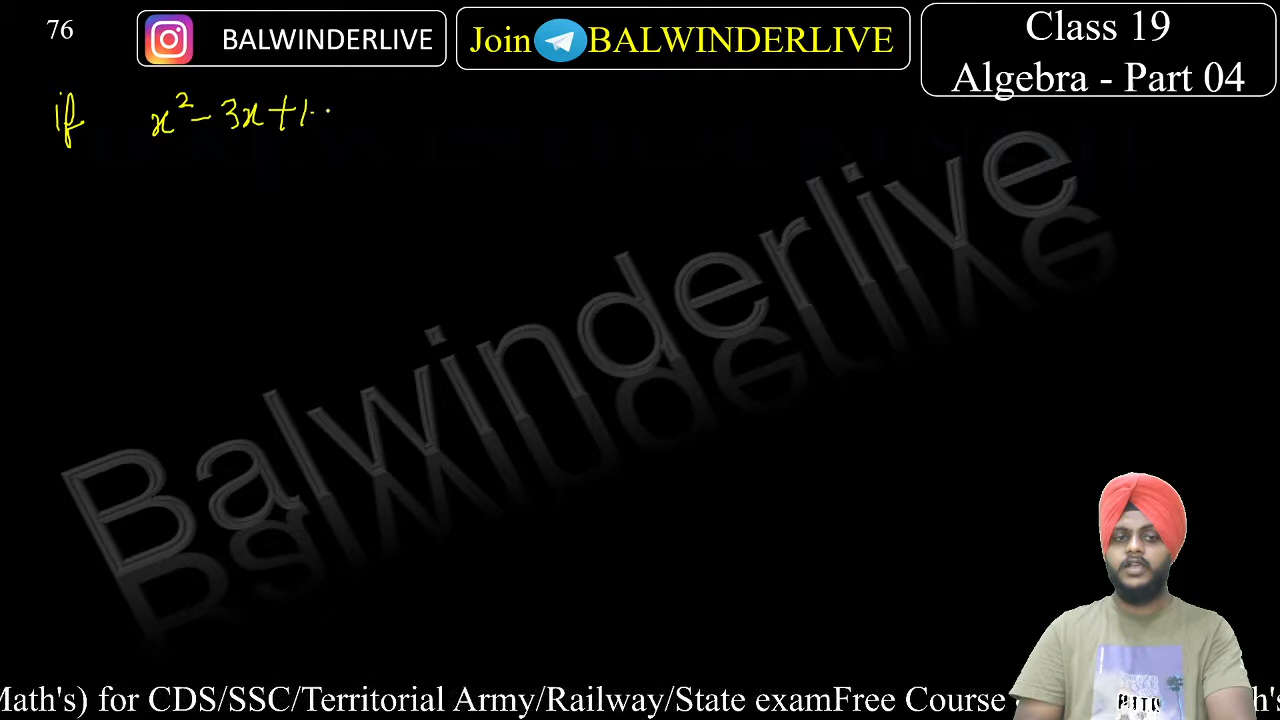 76
BALWINDERLIVE
Join BALWINDERLIVE
Class 19
Algebra - Part 04
if x² - 3x + 1..
Balwinderlive
Math's) for CDS/SSC/Territorial Army/Railway/State examFree Course